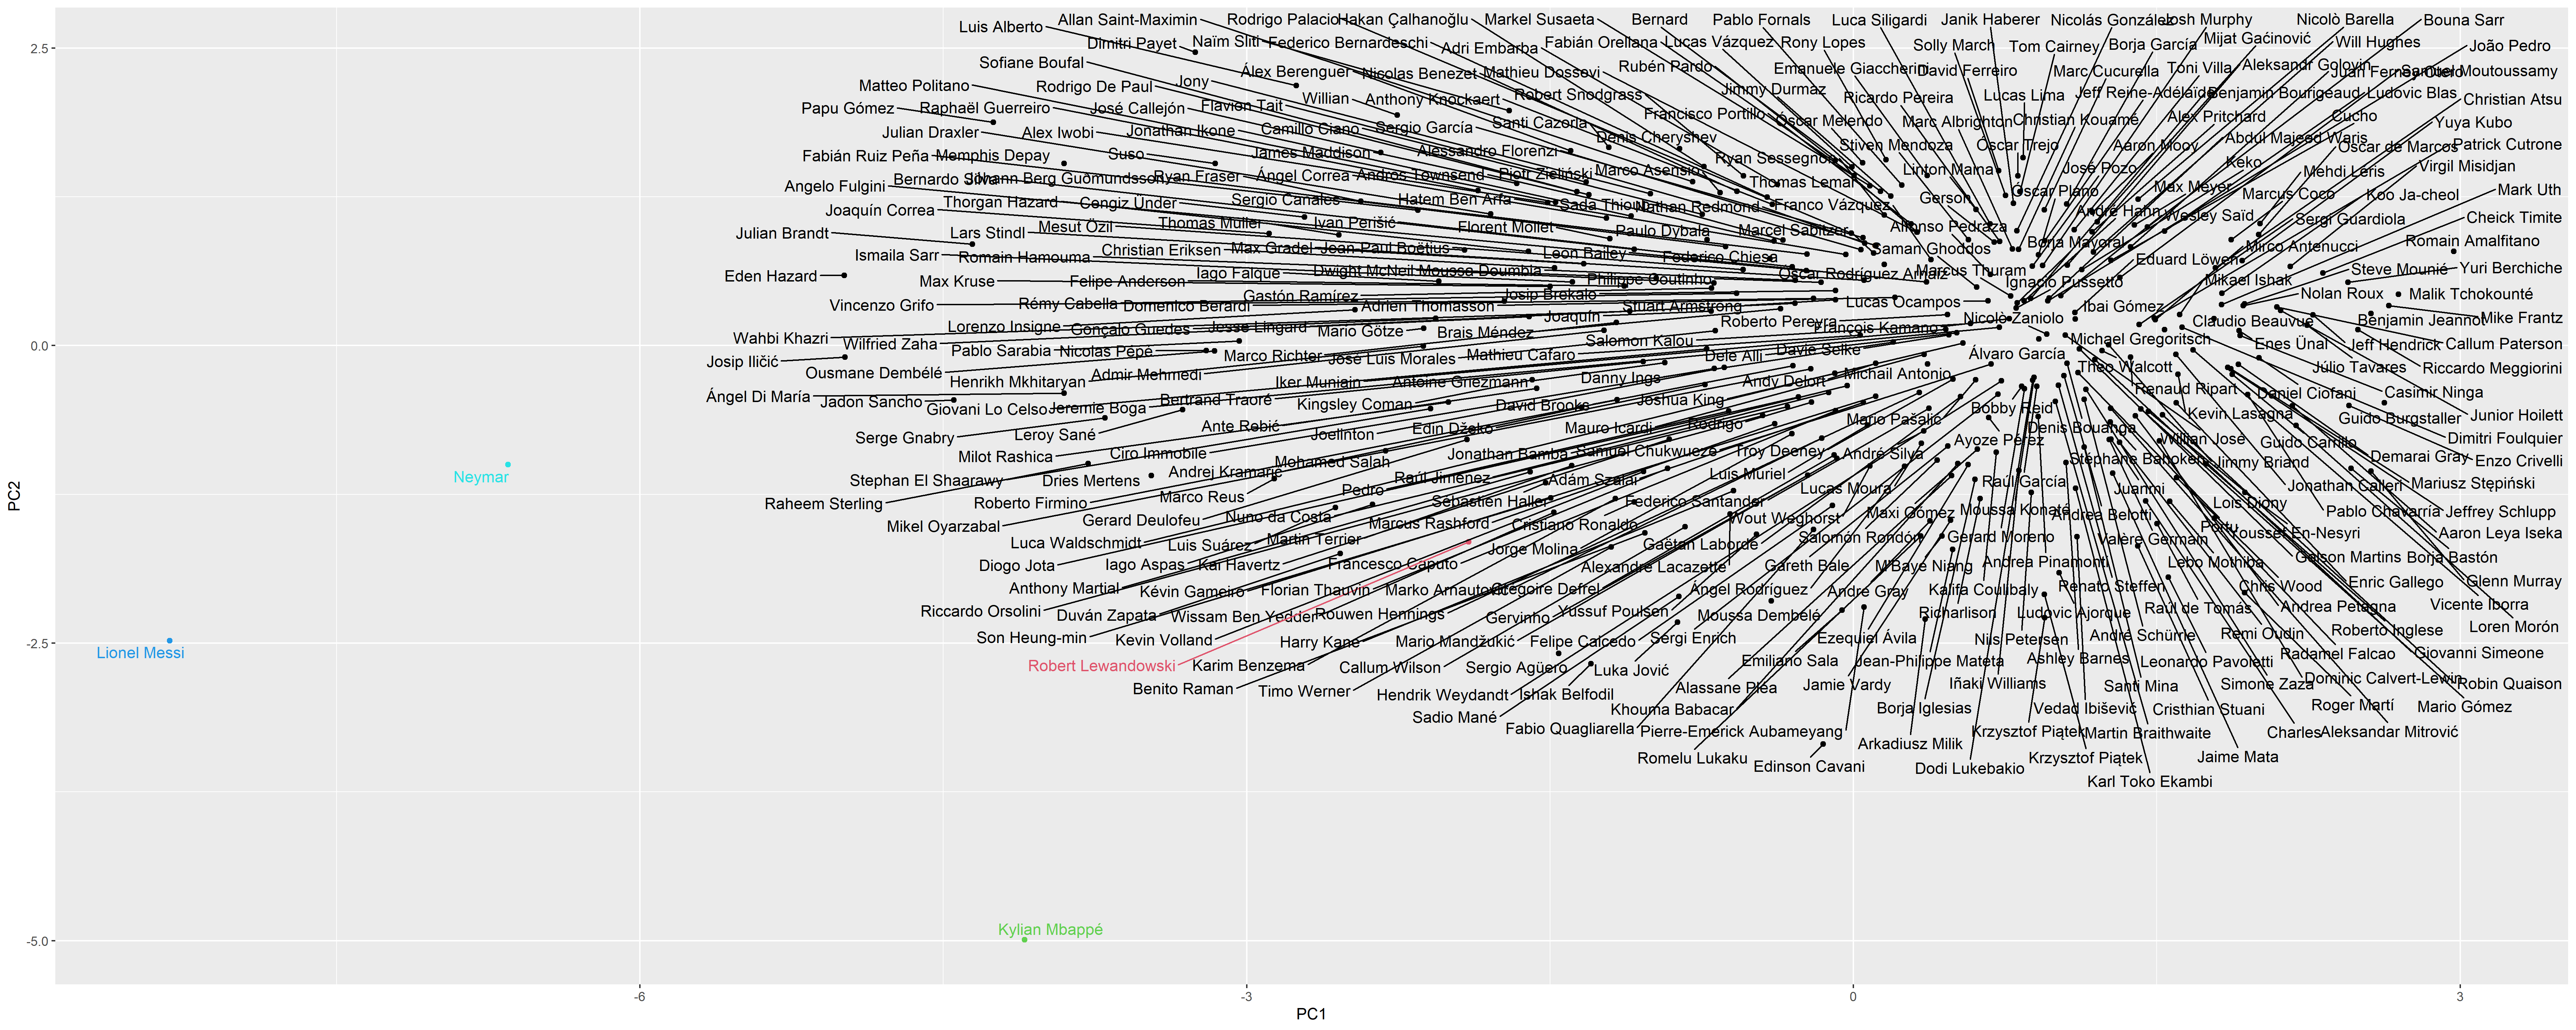 PC2
2.5
0.0
-2.5
-5.0
Luis Alberto
Allan Saint-Maximin
Rodrigo Palacio
Hakan Çalhanoğlu
Markel Susaeta
Bernard
Pablo Fornals
Luca Siligardi
Janik Haberer
Nicolás González
Josh Murphy
Nicolò Barella
Bouna Sarr
Dimitri Payet
Naïm Sliti
Federico Bernardeschi
Adri Embarba
Fabián Orellana
Lucas Vázquez
Rony Lopes
Solly March
Tom Cairney
Borja García
Mijat Gaćinović
Will Hughes
João Pedro
Sofiane Boufal
Álex Berenguer
Nicolas Benezet
Mathieu Dossevi
Rubén Pardo
Emanuele Giaccherini
David Ferreiro
Marc Cucurella
Toni Villa
Aleksandr Golovin
Juan Ferney Otero
Samuel Moutoussamy
Matteo Politano
Rodrigo De Paul
Jony
Willian
Anthony Knockaert
Robert Snodgrass
Jimmy Durmaz
Ricardo Pereira
Lucas Lima
Jeff Reine-Adélaïde
Benjamin Bourigeaud
Ludovic Blas
Christian Atsu
Papu Gómez
Raphaël Guerreiro
José Callejón
Flavien Tait
Francisco Portillo
Óscar Melendo
Marc Albrighton
Christian Kouamé
Alex Pritchard
Cucho
Yuya Kubo
Julian Draxler
Alex Iwobi
Jonathan Ikone
Camillo Ciano
Sergio García
Santi Cazorla
Denis Cheryshev
Stiven Mendoza
Óscar Trejo
Aaron Mooy
Abdul Majeed Waris
Óscar de Marcos
Patrick Cutrone
Fabián Ruiz Peña
Memphis Depay
Suso
James Maddison
Alessandro Florenzi
Ryan Sessegnon
Linton Maina
José Pozo
Keko
Mehdi Léris
Virgil Misidjan
Angelo Fulgini
Bernardo Silva
Johann Berg Guðmundsson
Ryan Fraser
Ángel Correa
Andros Townsend
Piotr Zieliński
Marco Asensio
Thomas Lemar
Óscar Plano
Max Meyer
Marcus Coco
Koo Ja-cheol
Mark Uth
Joaquín Correa
Thorgan Hazard
Cengiz Ünder
Sergio Canales
Hatem Ben Arfa
Sada Thioub
Nathan Redmond
Franco Vázquez
Gerson
André Hahn
Wesley Saïd
Sergi Guardiola
Cheick Timite
Julian Brandt
Lars Stindl
Mesut Özil
Thomas Müller
Ivan Perišić
Florent Mollet
Paulo Dybala
Marcel Sabitzer
Alfonso Pedraza
Borja Mayoral
Mirco Antenucci
Romain Amalfitano
Ismaila Sarr
Romain Hamouma
Christian Eriksen
Max Gradel
Jean-Paul Boëtius
Leon Bailey
Federico Chiesa
Saman Ghoddos
Eduard Löwen
Steve Mounié
Yuri Berchiche
Eden Hazard
Max Kruse
Felipe Anderson
Iago Falque
Dwight McNeil
Moussa Doumbia
Philippe Coutinho
Óscar Rodríguez Arnaiz
Marcus Thuram
Ignacio Pussetto
Mikael Ishak
Nolan Roux
Malik Tchokounté
Vincenzo Grifo
Rémy Cabella
Domenico Berardi
Gastón Ramírez
Adrien Thomasson
Josip Brekalo
Stuart Armstrong
Lucas Ocampos
Ibai Gómez
Claudio Beauvue
Benjamin Jeannot
Mike Frantz
Wahbi Khazri
Lorenzo Insigne
Gonçalo Guedes
Jesse Lingard
Mario Götze
Brais Méndez
Joaquín
Roberto Pereyra
François Kamano
Nicolò Zaniolo
Michael Gregoritsch
Enes Ünal
Jeff Hendrick
Callum Paterson
Wilfried Zaha
Josip Iličić
Pablo Sarabia
Nicolas Pépé
Marco Richter
José Luis Morales
Mathieu Cafaro
Salomon Kalou
Dele Alli
Davie Selke
Álvaro García
Theo Walcott
Júlio Tavares
Riccardo Meggiorini
Ousmane Dembélé
Henrikh Mkhitaryan
Admir Mehmedi
Iker Muniain
Antoine Griezmann
Danny Ings
Andy Delort
Michail Antonio
Renaud Ripart
Daniel Ciofani
Casimir Ninga
Ángel Di María
Jadon Sancho
Giovani Lo Celso
Jeremie Boga
Bertrand Traoré
Kingsley Coman
David Brooks
Joshua King
Mario Pašalić
Bobby Reid
Kevin Lasagna
Guido Burgstaller
Junior Hoilett
Serge Gnabry
Leroy Sané
Ante Rebić
Joelinton
Edin Džeko
Mauro Icardi
Rodrigo
Ayoze Pérez
Denis Bouanga
Willian José
Guido Carrillo
Dimitri Foulquier
Milot Rashica
Ciro Immobile
Mohamed Salah
Jonathan Bamba
Samuel Chukwueze
Troy Deeney
André Silva
Stéphane Bahoken
Jimmy Briand
Demarai Gray
Enzo Crivelli
Neymar
Stephan El Shaarawy
Dries Mertens
Andrej Kramarić
Raúl Jiménez
Ádám Szalai
Luis Muriel
Lucas Moura
Raúl García
Juanmi
Jonathan Calleri
Mariusz Stępiński
Raheem Sterling
Roberto Firmino
Marco Reus
Pedro
Sébastien Haller
Federico Santander
Maxi Gómez
Moussa Konaté
Andrea Belotti
Lois Diony
Pablo Chavarría
Jeffrey Schlupp
Mikel Oyarzabal
Gerard Deulofeu
Nuno da Costa
Marcus Rashford
Cristiano Ronaldo
Wout Weghorst
Salomón Rondón
Gerard Moreno
Valère Germain
Portu
Youssef En-Nesyri
Aaron Leya Iseka
Luca Waldschmidt
Luis Suárez
Martin Terrier
Jorge Molina
Gaëtan Laborde
Gareth Bale
M'Baye Niang
Andrea Pinamonti
Lebo Mothiba
Gelson Martins
Borja Bastón
Diogo Jota
Iago Aspas
Kai Havertz
Francesco Caputo
Alexandre Lacazette
Anthony Martial
Kévin Gameiro
Florian Thauvin
Marko Arnautović
Grégoire Defrel
Ángel Rodríguez
Andre Gray
Kalifa Coulibaly
Renato Steffen
Chris Wood
Enric Gallego
Glenn Murray
Riccardo Orsolini
Duván Zapata
Wissam Ben Yedder
Rouwen Hennings
Gervinho
Yussuf Poulsen
Moussa Dembélé
Richarlison
Ludovic Ajorque
Raúl de Tomás
Andrea Petagna
Vicente Iborra
Son Heung-min
Kevin Volland
Harry Kane
Mario Mandžukić
Felipe Caicedo
Sergi Enrich
Ezequiel Ávila
Nils Petersen
André Schürrle
Remi Oudin
Roberto Inglese
Loren Morón
Lionel Messi
Robert Lewandowski
Karim Benzema
Callum Wilson
Sergio Agüero
Luka Jović
Emiliano Sala
Jean-Philippe Mateta
Ashley Barnes
Leonardo Pavoletti
Radamel Falcao
Giovanni Simeone
Benito Raman
Timo Werner
Hendrik Weydandt
Ishak Belfodil
Alassane Pléa
Jamie Vardy
Iñaki Williams
Santi Mina
Simone Zaza
Dominic Calvert-Lewin
Robin Quaison
Sadio Mané
Fabio Quagliarella
Khouma Babacar
Borja Iglesias
Vedad Ibišević
Cristhian Stuani
Roger Martí
Mario Gómez
Pierre-Emerick Aubameyang
Arkadiusz Milik
Krzysztof Piątek
Martin Braithwaite
Charles
Aleksandar Mitrović
Romelu Lukaku
Edinson Cavani
Dodi Lukebakio
Krzysztof Piątek
Jaime Mata
Karl Toko Ekambi
Kylian Mbappé
-6
-3
0
3
PC1